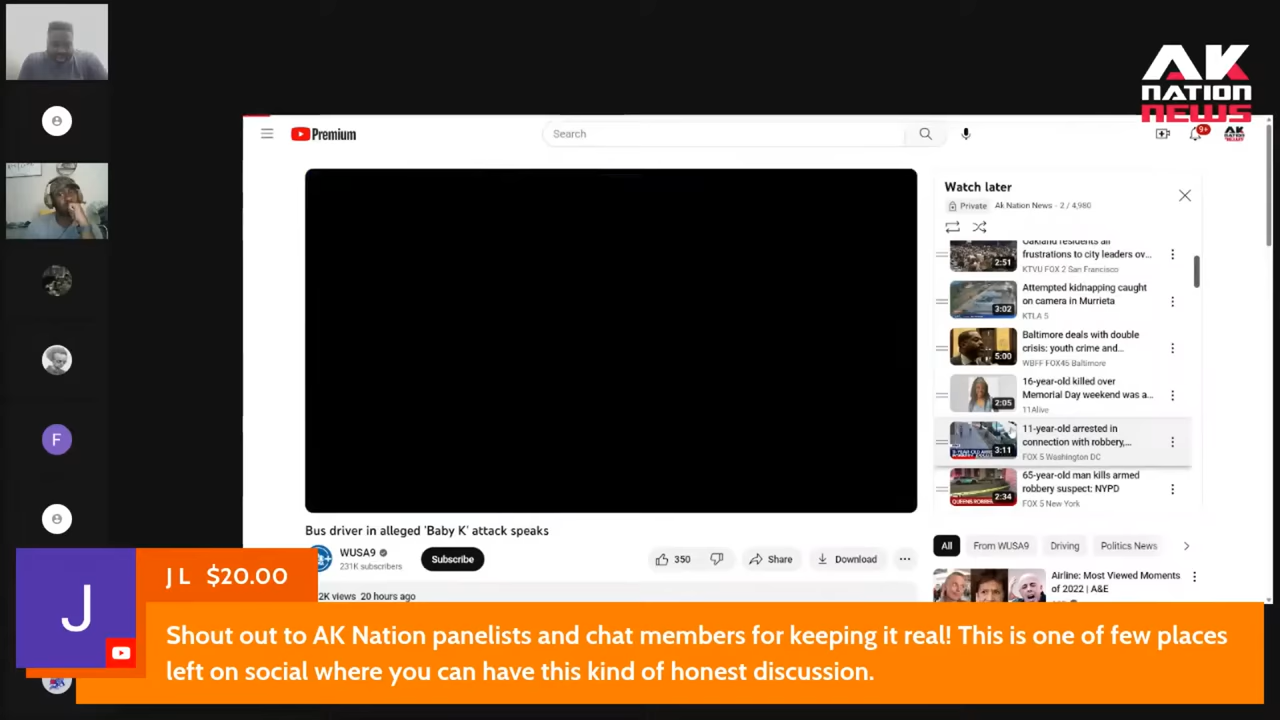 AK
NATION
NEWS
Premium
Search
9+
Watch later
Private Ak Nation News - 2 / 4,980
Oakland residents air
frustrations to city leaders ov...
2:51
KTVU FOX 2 San Francisco
Attempted kidnapping caught
on camera in Murrieta
3:02
KTLA 5
Baltimore deals with double
crisis: youth crime and...
5:00
WBFF FOX45 Baltimore
16-year-old killed over
Memorial Day weekend was a...
2:05
11Alive
11-year-old arrested in
connection with robbery,...
3:11
FOX 5 Washington DC
65-year-old man kills armed
robbery suspect: NYPD
2:34
FOX 5 New York
Bus driver in alleged 'Baby K' attack speaks
WUSA9
231K subscribers
Subscribe
350
Share
Download
2K views 20 hours ago
All From WUSA9 Driving Politics News
Airline: Most Viewed Moments
of 2022 | A&E
F
J
J L $20.00
Shout out to AK Nation panelists and chat members for keeping it real! This is one of few places
left on social where you can have this kind of honest discussion.